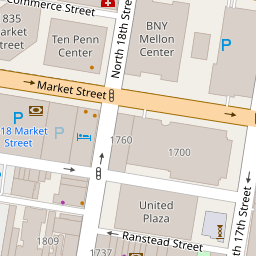 Commerce Street
835
Market
Street
Ten Penn
Center
North 18th Street
BNY
Mellon
Center
P
Market Street
P
P
18 Market
Street
1760
1700
North 17th Street
United
Plaza
Ranstead Street
1809
1737